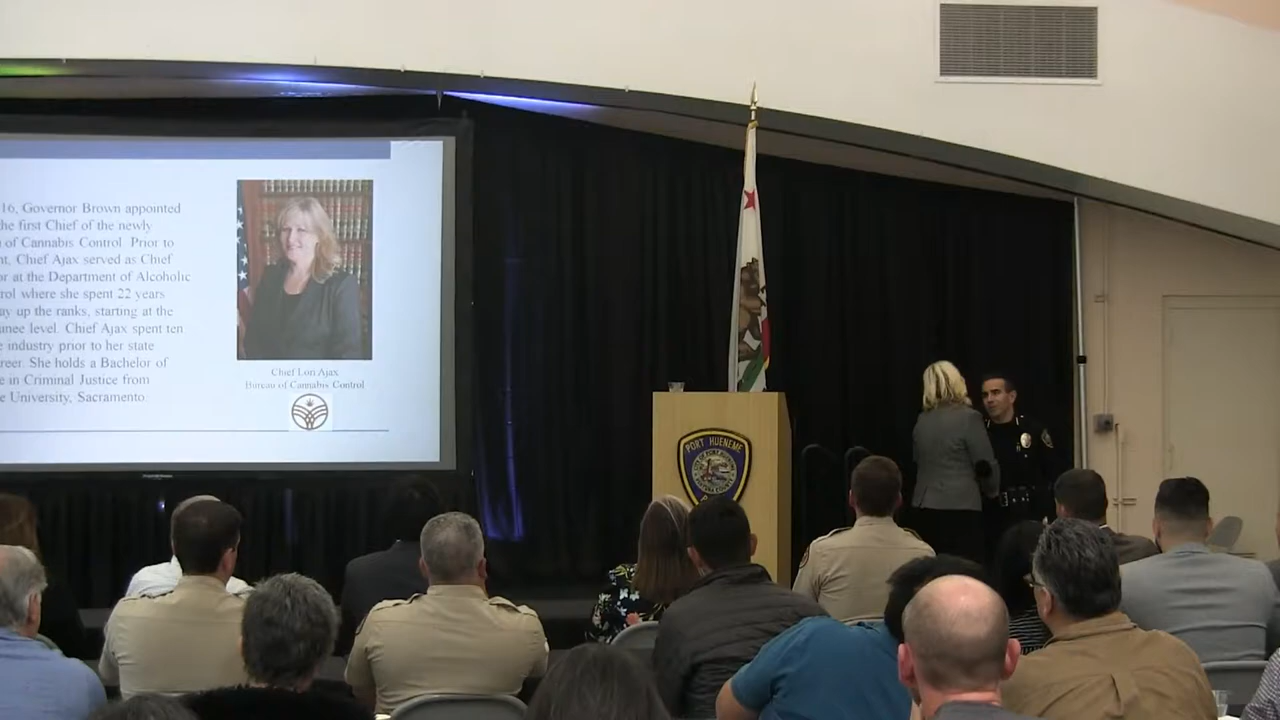 16, Governor Brown appointed
he first Chief of the newly
of Cannabis Control. Prior to
nt, Chief Ajax served as Chief
or at the Department of Alcoholic
rol where she spent 22 years
ay up the ranks, starting at the
inee level. Chief Ajax spent ten
e industry prior to her state
reer. She holds a Bachelor of
e in Criminal Justice from
e University, Sacramento
Chief Lori Ajax
Bureau of Cannabis Control
PORT HUENEME